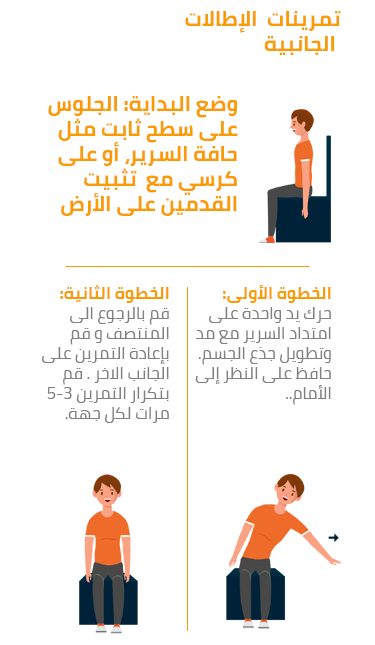 تمرينات الإطالات
الجانبية
وضع البداية: الجلوس
على سطح ثابت مثل
حافة السرير، أو على
كرسي مع تثبيت
القدمين على الأرض
الخطوة الأولى:
حرك يد واحدة على
امتداد السرير مع مد
وتطويل جذع الجسم.
حافظ على النظر إلى
الأمام..
الخطوة الثانية:
قم بالرجوع الى
المنتصف و قم
بإعادة التمرين على
الجانب الاخر . قم
بتكرار التمرين 3-5
مرات لكل جهة.